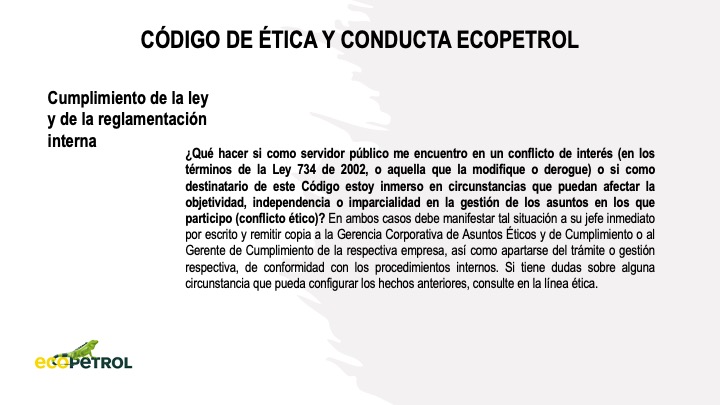 CÓDIGO DE ÉTICA Y CONDUCTA ECOPETROL
Cumplimiento de la ley
y de la reglamentación
interna
¿Qué hacer si como servidor público me encuentro en un conflicto de interés (en los
términos de la Ley 734 de 2002, o aquella que la modifique o derogue) o si como
destinatario de este Código estoy inmerso en circunstancias que puedan afectar la
objetividad, independencia o imparcialidad en la gestión de los asuntos en los que
participo (conflicto ético)? En ambos casos debe manifestar tal situación a su jefe inmediato
por escrito y remitir copia a la Gerencia Corporativa de Asuntos Éticos y de Cumplimiento o al
Gerente de Cumplimiento de la respectiva empresa, así como apartarse del trámite o gestión
respectiva, de conformidad con los procedimientos internos. Si tiene dudas sobre alguna
circunstancia que pueda configurar los hechos anteriores, consulte en la línea ética.
ecoPETROL